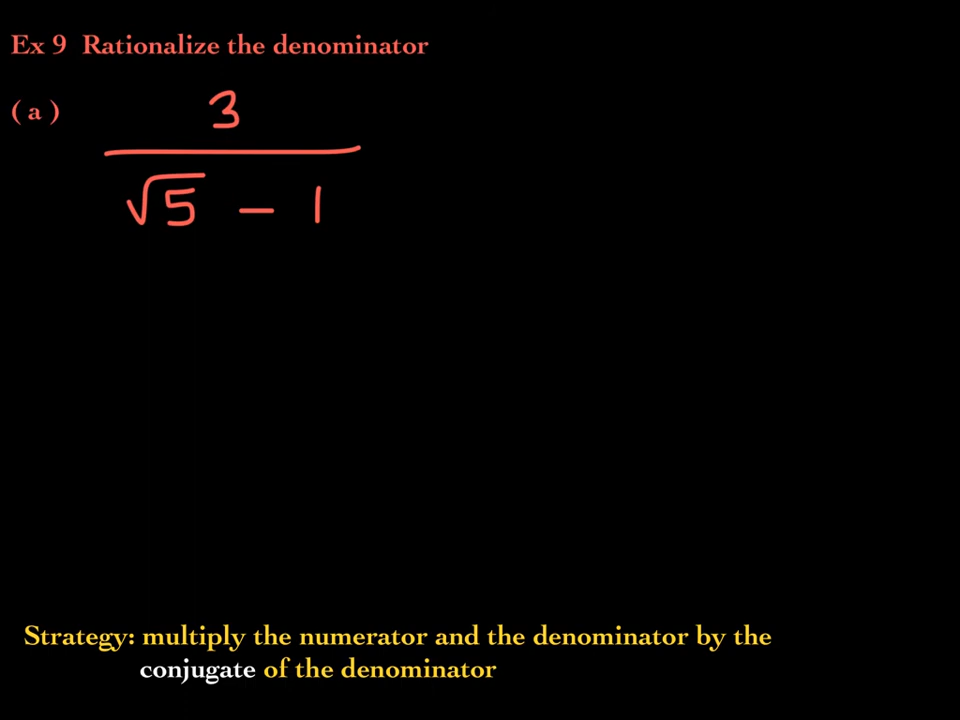 Ex 9 Rationalize the denominator
( a )
3
√5 − 1
Strategy: multiply the numerator and the denominator by the
conjugate of the denominator